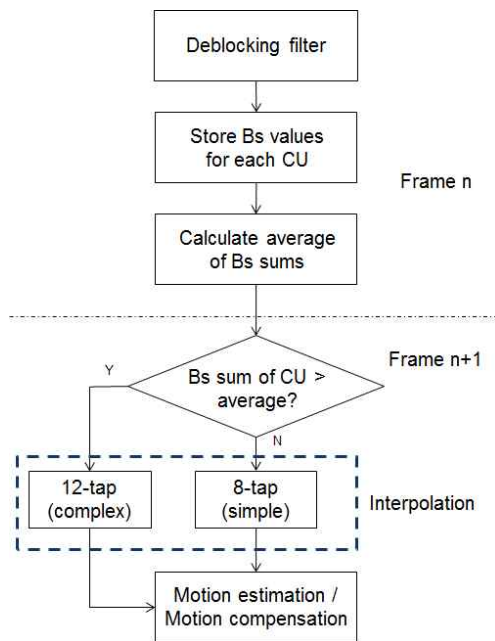 Deblocking filter
Store Bs values
for each CU
Frame n
Calculate average
of Bs sums
Frame n+1
Bs sum of CU >
average?
Y
N
12-tap
(complex)
8-tap
(simple)
Interpolation
Motion estimation /
Motion compensation